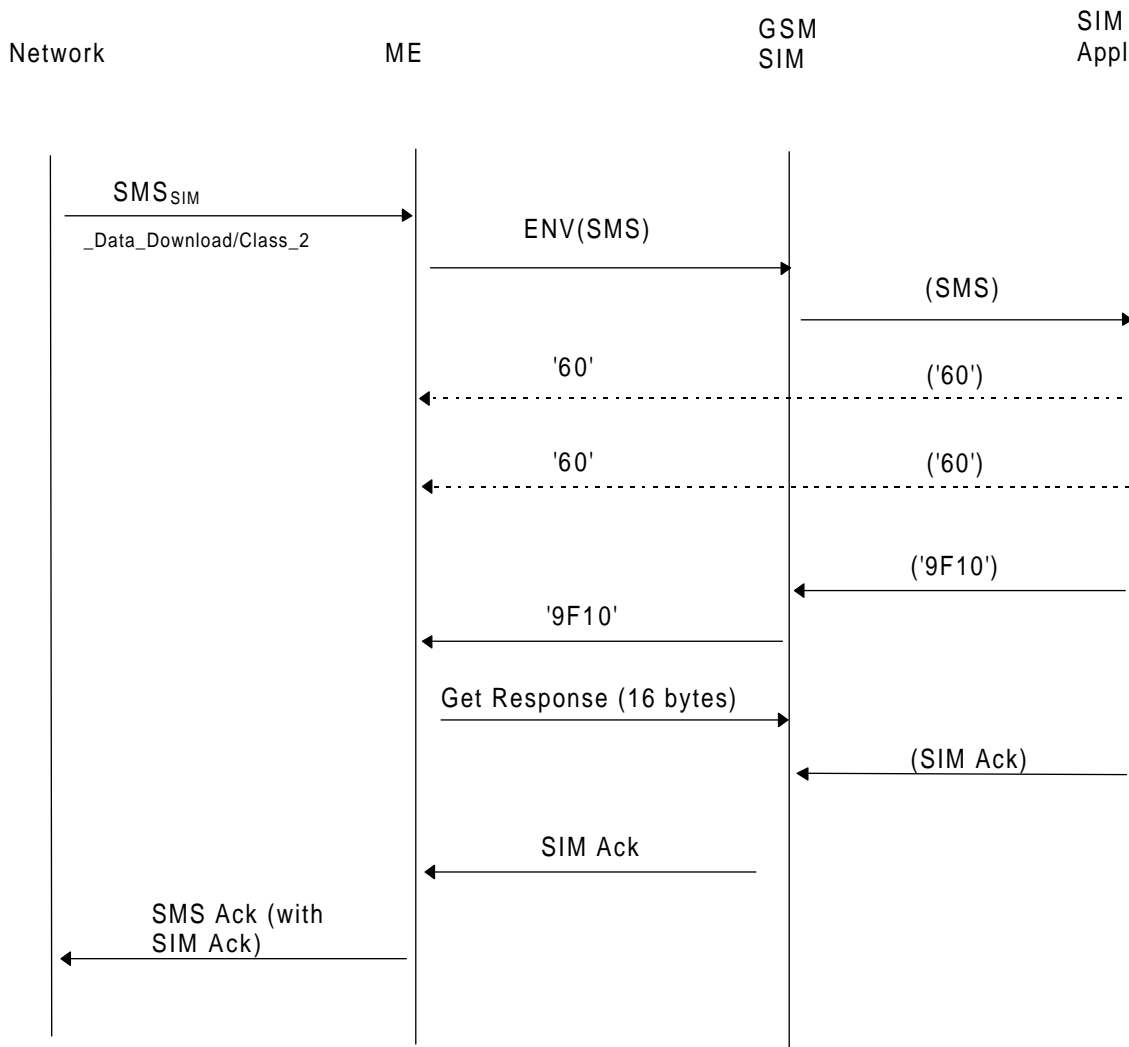 Network
ME
GSM
SIM
SIM
Appl
SMSSIM
_Data_Download/Class_2
ENV(SMS)
(SMS)
'60'
('60')
'60'
('60')
('9F10')
'9F10'
Get Response (16 bytes)
(SIM Ack)
SIM Ack
SMS Ack (with
SIM Ack)